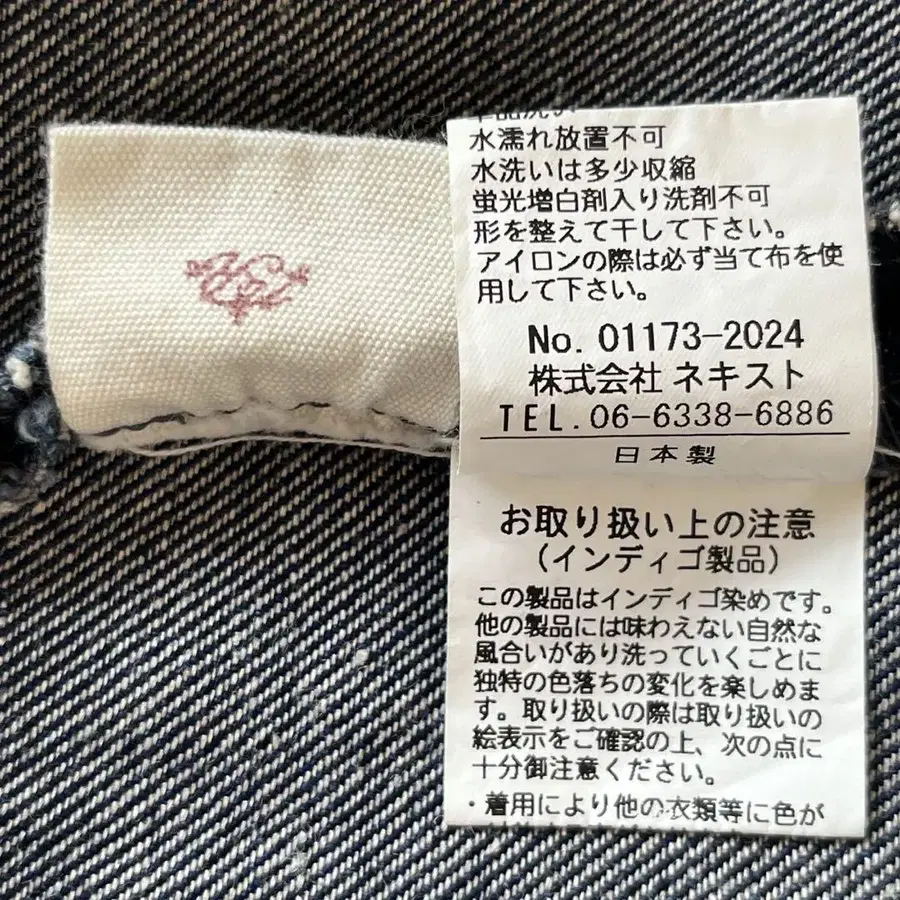 水濡れ放置不可
水洗いは多少収縮
蛍光増白剤入り洗剤不可
形を整えて干して下さい。
アイロンの際は必ず当て布を使
用して下さい。
No. 01173-2024
株式会社 ネキスト
TEL.06-6338-6886
日本製
お取り扱い上の注意
(インディゴ製品)
この製品はインディゴ染めです。
他の製品には味わえない自然な
風合いがあり洗っていくごとに
独特の色落ちの変化を楽しめま
す。取り扱いの際は取り扱いの
絵表示をご確認の上、次の点に
十分御注意ください。
・着用により他の衣類等に色が